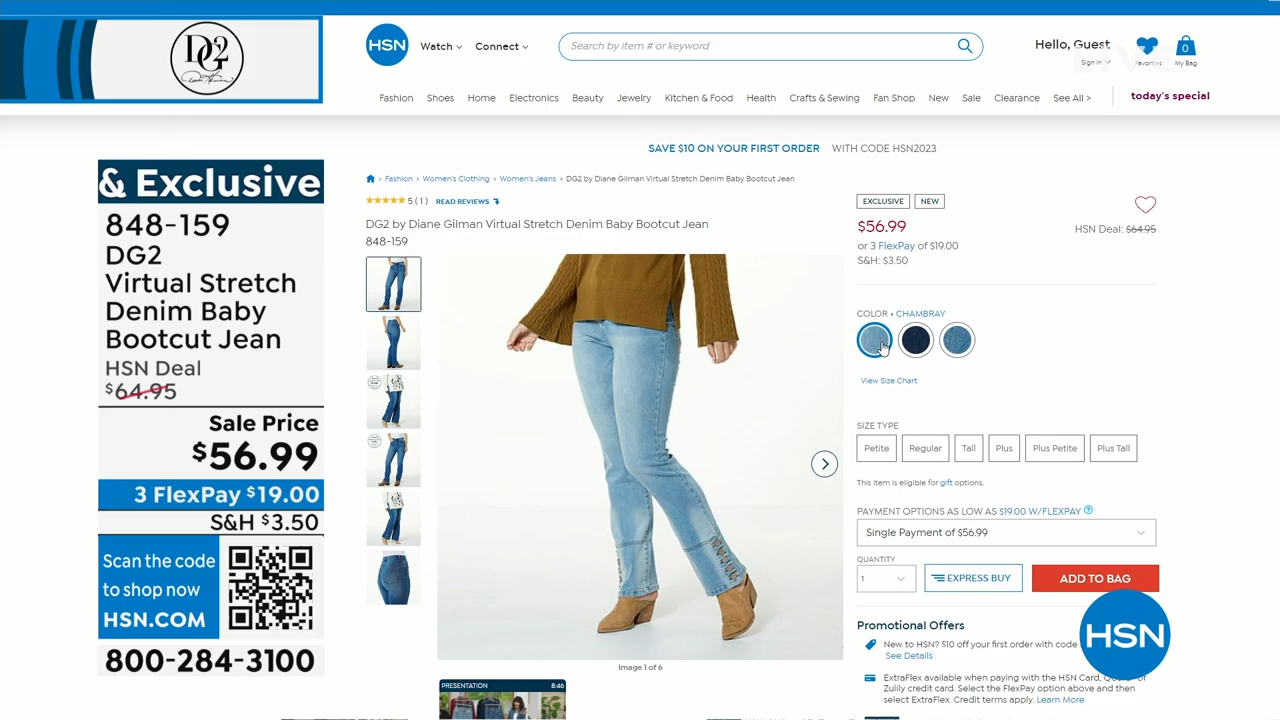 DG2
HSN
Watch
Connect
Search by item # or keyword
Hello, Guest
Sign In
Favorites
0
My Bag
Fashion
Shoes
Home
Electronics
Beauty
Jewelry
Kitchen & Food
Health
Crafts & Sewing
Fan Shop
New
Sale
Clearance
See All >
today's special
SAVE $10 ON YOUR FIRST ORDER WITH CODE HSN2023
& Exclusive
848-159
DG2
Virtual Stretch
Denim Baby
Bootcut Jean
HSN Deal
$64.95
Sale Price
$56.99
3 FlexPay $19.00
S&H $3.50
Scan the code
to shop now
HSN.COM
800-284-3100
> Fashion > Women's Clothing > Women's Jeans > DG2 by Diane Gilman Virtual Stretch Denim Baby Bootcut Jean
5 ( 1 ) READ REVIEWS
DG2 by Diane Gilman Virtual Stretch Denim Baby Bootcut Jean
848-159
Image 1 of 6
PRESENTATION 8:46
EXCLUSIVE
NEW
$56.99
HSN Deal: $64.95
or 3 FlexPay of $19.00
S&H: $3.50
COLOR • CHAMBRAY
View Size Chart
SIZE TYPE
Petite
Regular
Tall
Plus
Plus Petite
Plus Tall
This item is eligible for gift options.
PAYMENT OPTIONS AS LOW AS $19.00 W/FLEXPAY
Single Payment of $56.99
QUANTITY
1
EXPRESS BUY
ADD TO BAG
Promotional Offers
New to HSN? $10 off your first order with code
See Details
ExtraFlex available when paying with the HSN Card, or
Zulily credit card. Select the FlexPay option above and then
select ExtraFlex. Credit terms apply. Learn More
HSN